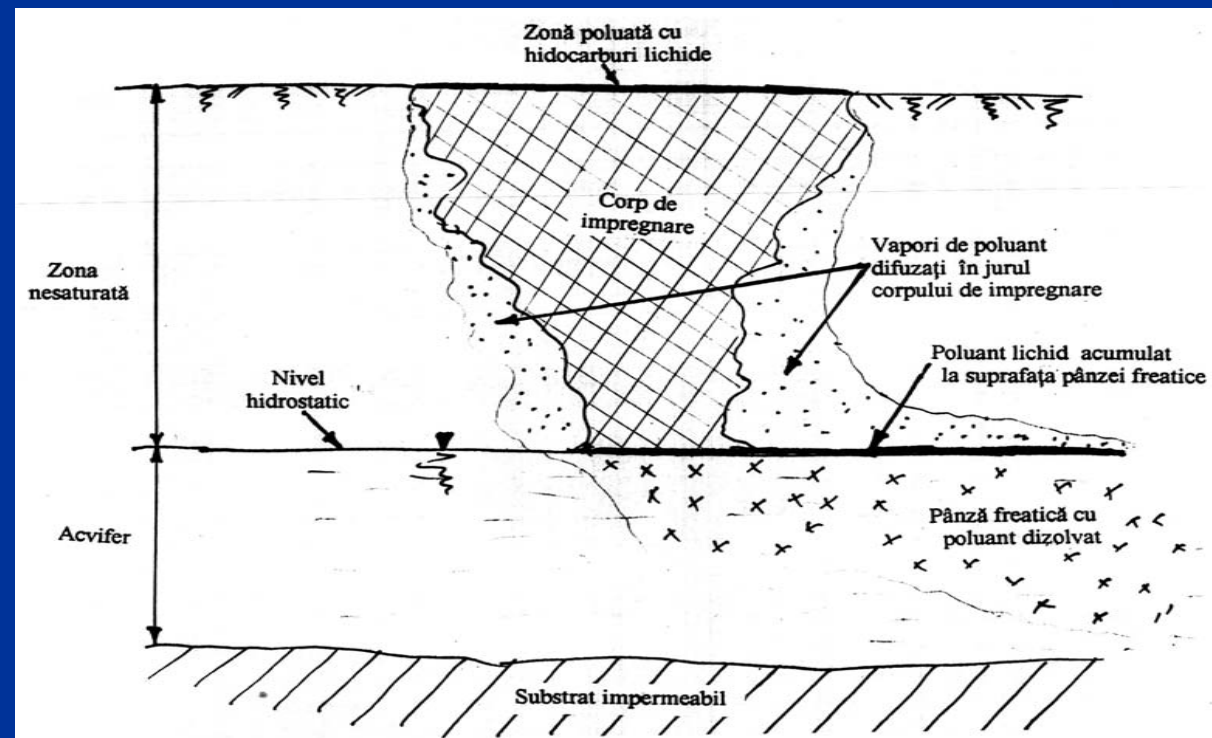 Zonă poluată cu
hidocarburi lichide
Corp de
impregnare
Zona
nesaturată
Vapori de poluant
difuzați în jurul
corpului de impregnare
Nivel
hidrostatic
Poluant lichid acumulat
la suprafața pânzei freatice
Acvifer
Pânză freatică cu
poluant dizolvat
Substrat impermeabil